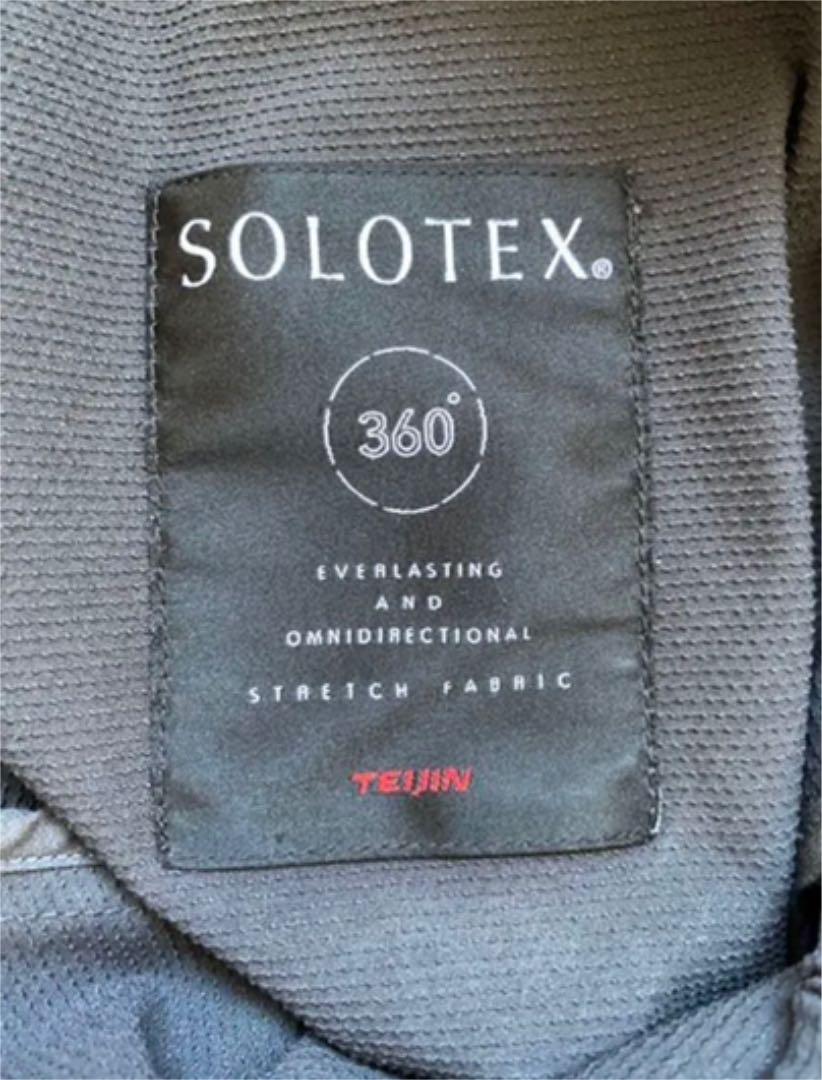 SOLOTEX®
360°
EVERLASTING
AND
OMNIDIRECTIONAL
STRETCH FABRIC
TEIJIN